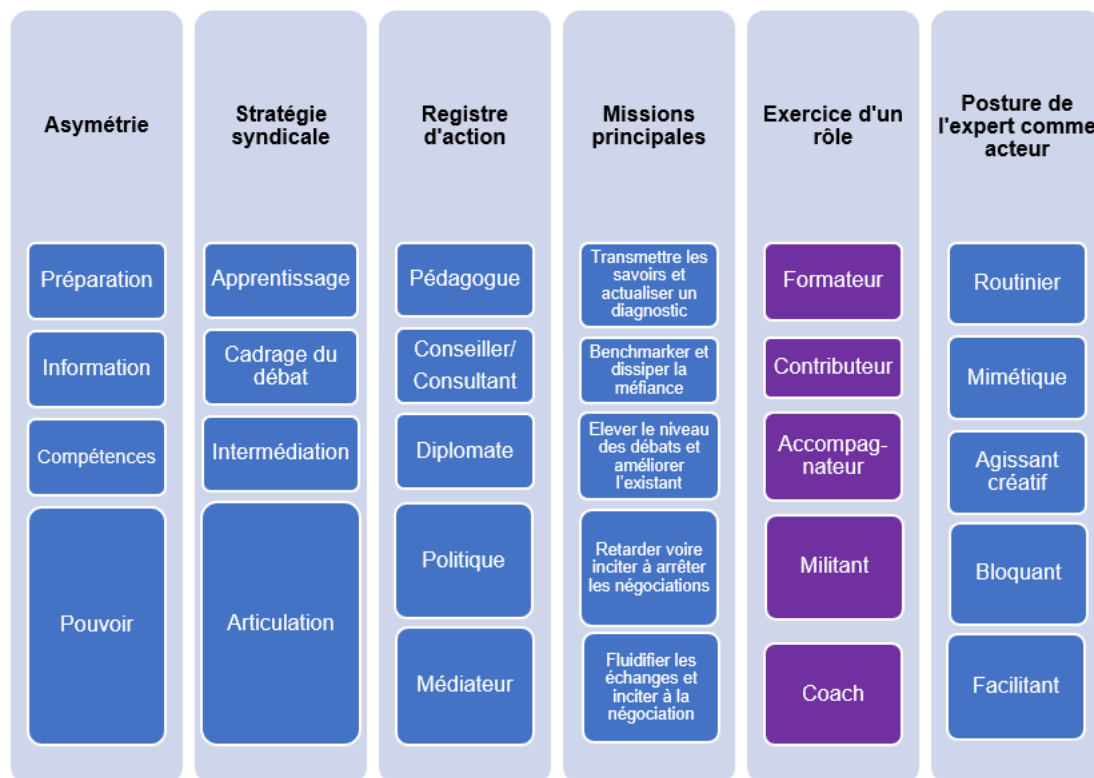 Asymétrie
Stratégie
syndicale
Registre
d'action
Missions
principales
Exercice d'un
rôle
Posture de
l'expert comme
acteur
Préparation
Apprentissage
Pédagogue
Transmettre les
savoirs et
actualiser un
diagnostic
Formateur
Routinier
Information
Cadrage du
débat
Conseiller/
Consultant
Benchmarker et
dissiper la
méfiance
Contributeur
Mimétique
Compétences
Intermédiation
Diplomate
Elever le niveau
des débats et
améliorer
l'existant
Accompag-
nateur
Agissant
créatif
Pouvoir
Articulation
Politique
Retarder voire
inciter à arrêter
les négociations
Militant
Bloquant
Médiateur
Fluidifier les
échanges et
inciter à la
négociation
Coach
Facilitant